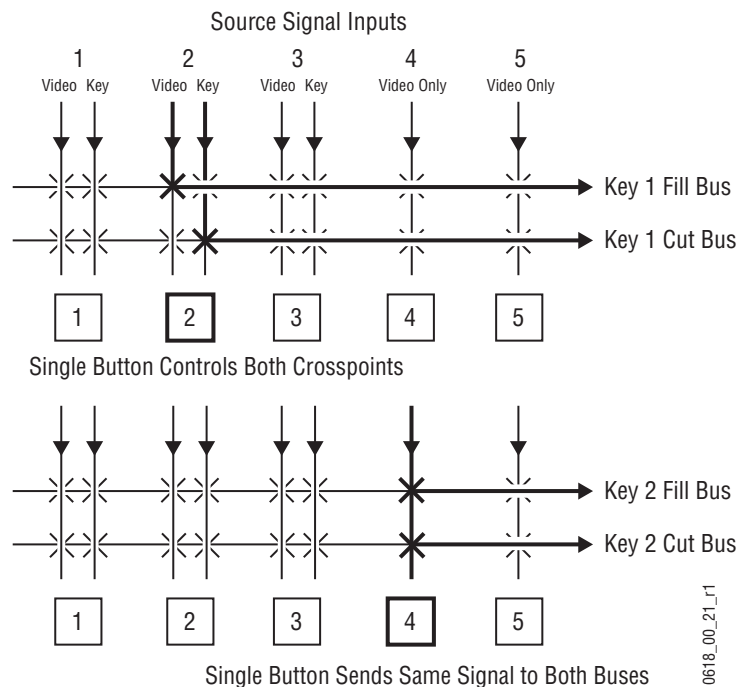 Source Signal Inputs
1 2 3 4 5
Video Key Video Key Video Key Video Only Video Only
Key 1 Fill Bus
Key 1 Cut Bus
1 2 3 4 5
Single Button Controls Both Crosspoints
Key 2 Fill Bus
Key 2 Cut Bus
1 2 3 4 5
Single Button Sends Same Signal to Both Buses
0618_00_21_r1